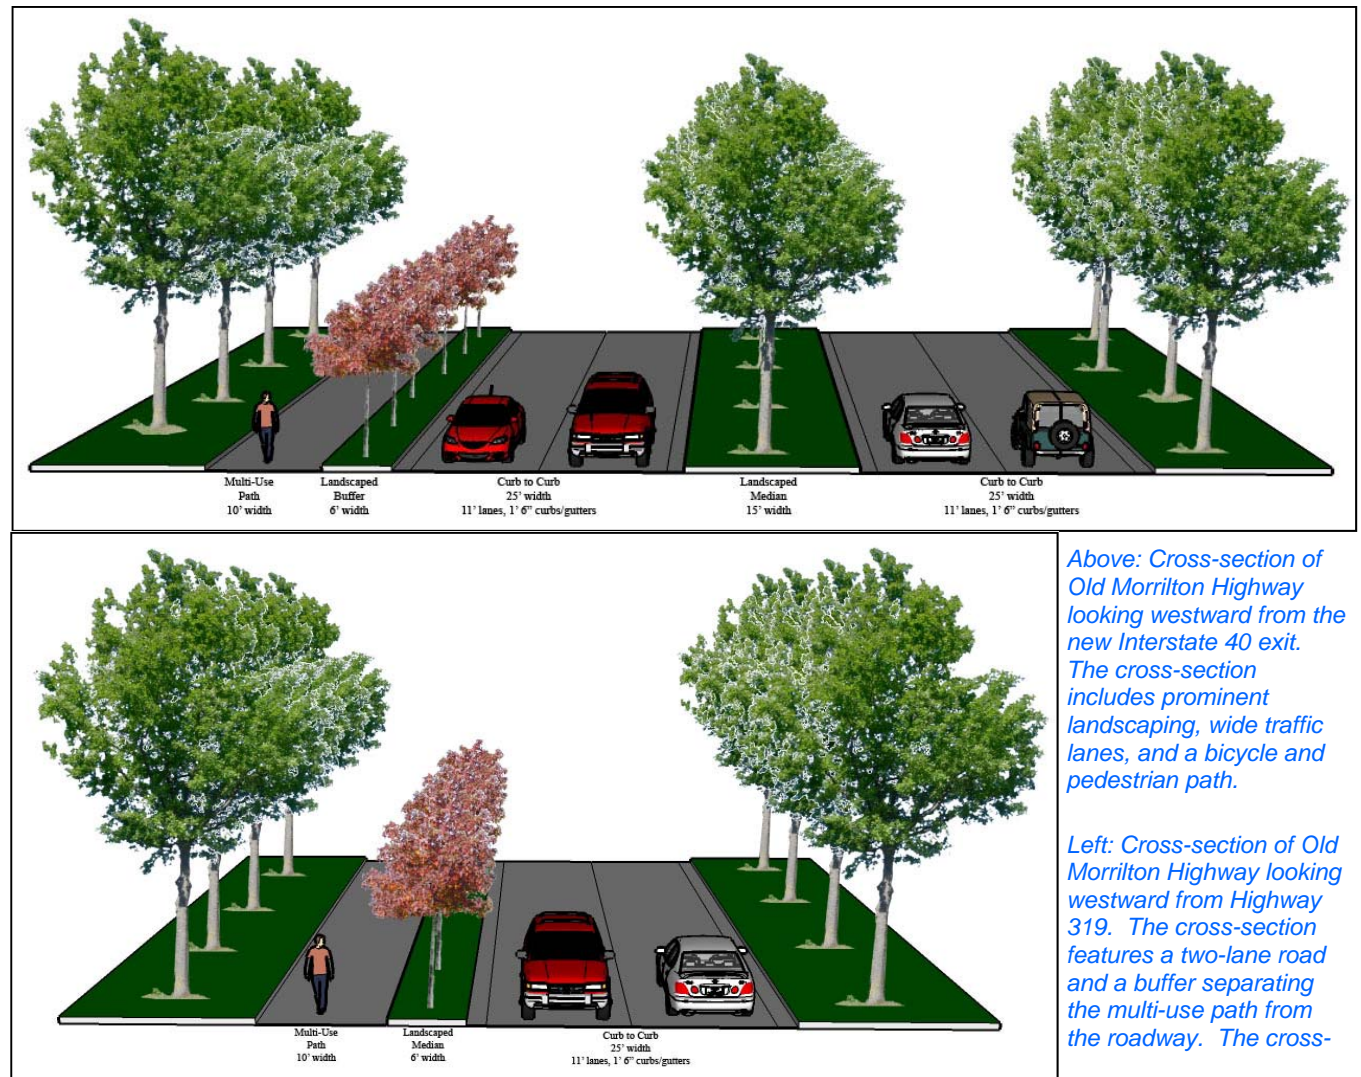 Multi-Use
Path
10' width
Landscaped
Buffer
6' width
Curb to Curb
25' width
11' lanes, 1' 6" curbs/gutters
Landscaped
Median
15' width
Curb to Curb
25' width
11' lanes, 1' 6" curbs/gutters
Above: Cross-section of
Old Morrilton Highway
looking westward from the
new Interstate 40 exit.
The cross-section
includes prominent
landscaping, wide traffic
lanes, and a bicycle and
pedestrian path.
Left: Cross-section of Old
Morrilton Highway looking
westward from Highway
319. The cross-section
features a two-lane road
and a buffer separating
the multi-use path from
the roadway. The cross-
Multi-Use
Path
10' width
Landscaped
Median
6' width
Curb to Curb
25' width
11' lanes, 1' 6" curbs/gutters